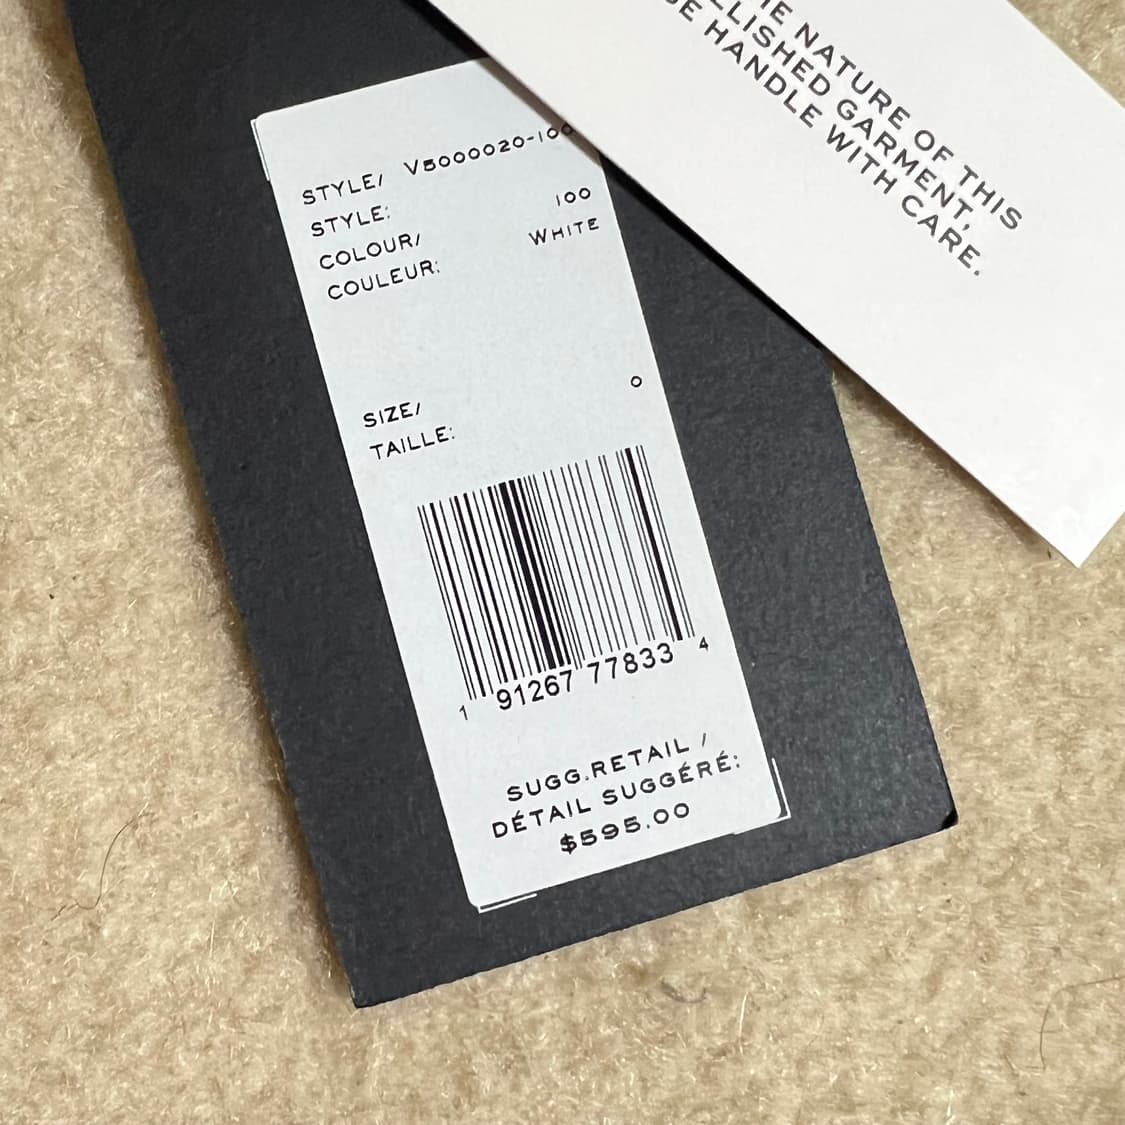 STYLE/ V5000020-100
STYLE:
COLOUR/ 100
COULEUR: WHITE
SIZE/ 0
TAILLE:
1 91267 77833 4
SUGG.RETAIL /
DÉTAIL SUGGÉRÉ:
$595.00
NATURE OF THIS
GARMENT,
HANDLE WITH CARE.